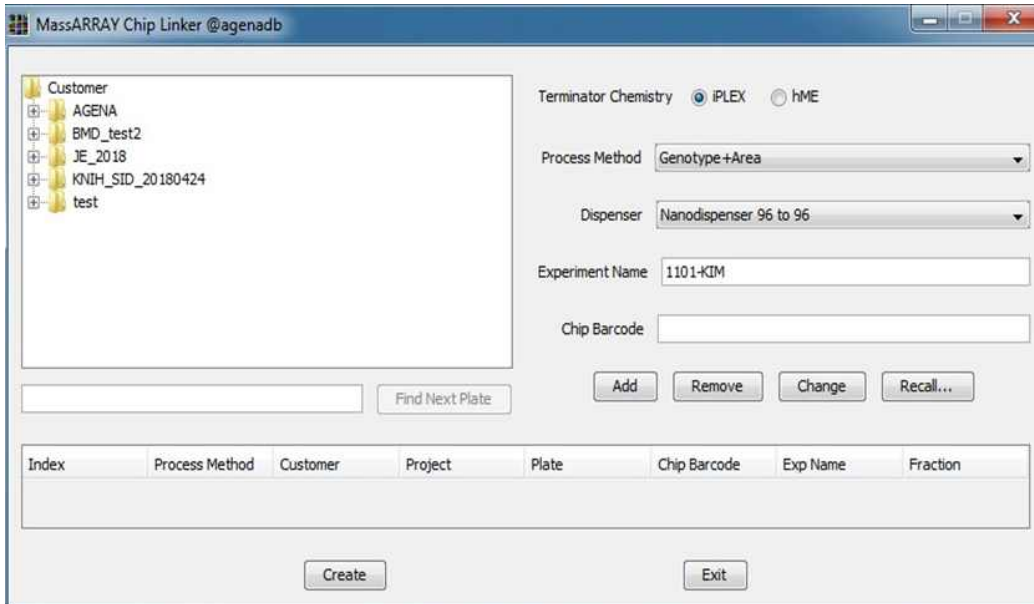 MassARRAY Chip Linker @agenadb
Customer
AGENA
BMD_test2
JE_2018
KNIH_SID_20180424
test
Find Next Plate
Terminator Chemistry iPLEX hME
Process Method Genotype+Area
Dispenser Nanodispenser 96 to 96
Experiment Name 1101-KIM
Chip Barcode
Add Remove Change Recall...
Index Process Method Customer Project Plate Chip Barcode Exp Name Fraction
Create Exit